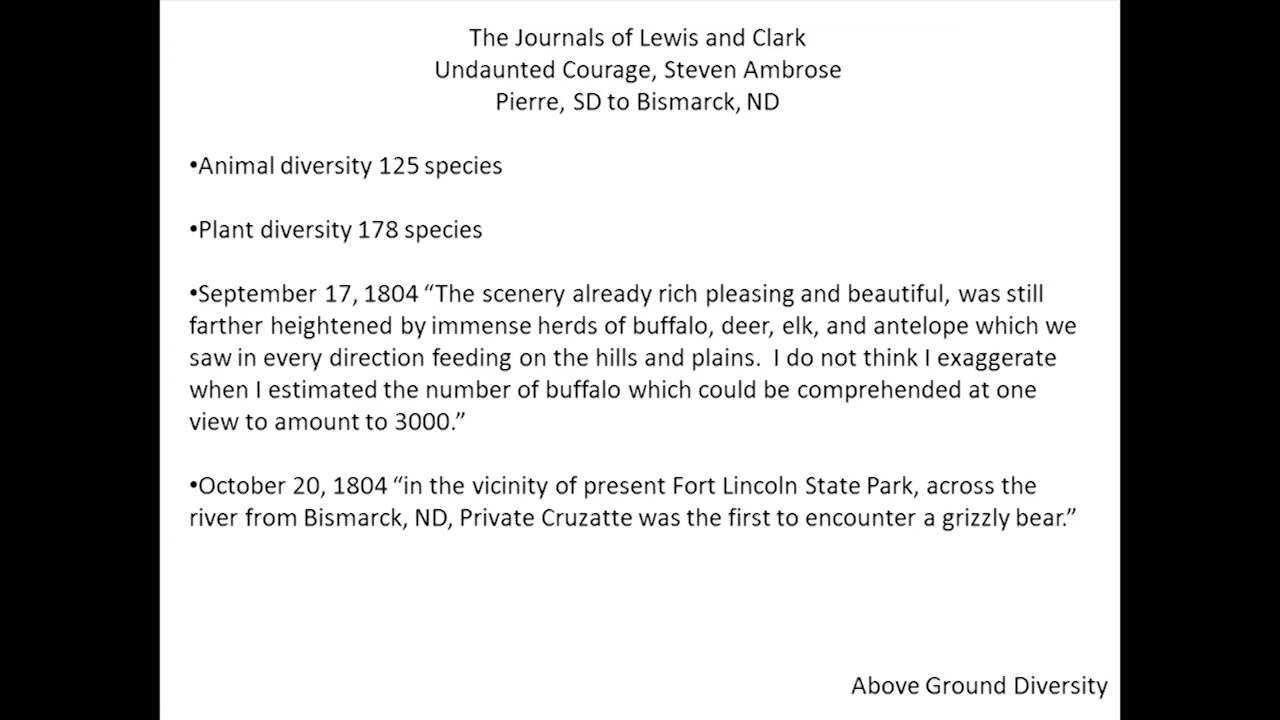 The Journals of Lewis and Clark
Undaunted Courage, Steven Ambrose
Pierre, SD to Bismarck, ND
•Animal diversity 125 species
•Plant diversity 178 species
•September 17, 1804 “The scenery already rich pleasing and beautiful, was still
farther heightened by immense herds of buffalo, deer, elk, and antelope which we
saw in every direction feeding on the hills and plains.  I do not think I exaggerate
when I estimated the number of buffalo which could be comprehended at one
view to amount to 3000.”
•October 20, 1804 “in the vicinity of present Fort Lincoln State Park, across the
river from Bismarck, ND, Private Cruzatte was the first to encounter a grizzly bear.”
Above Ground Diversity